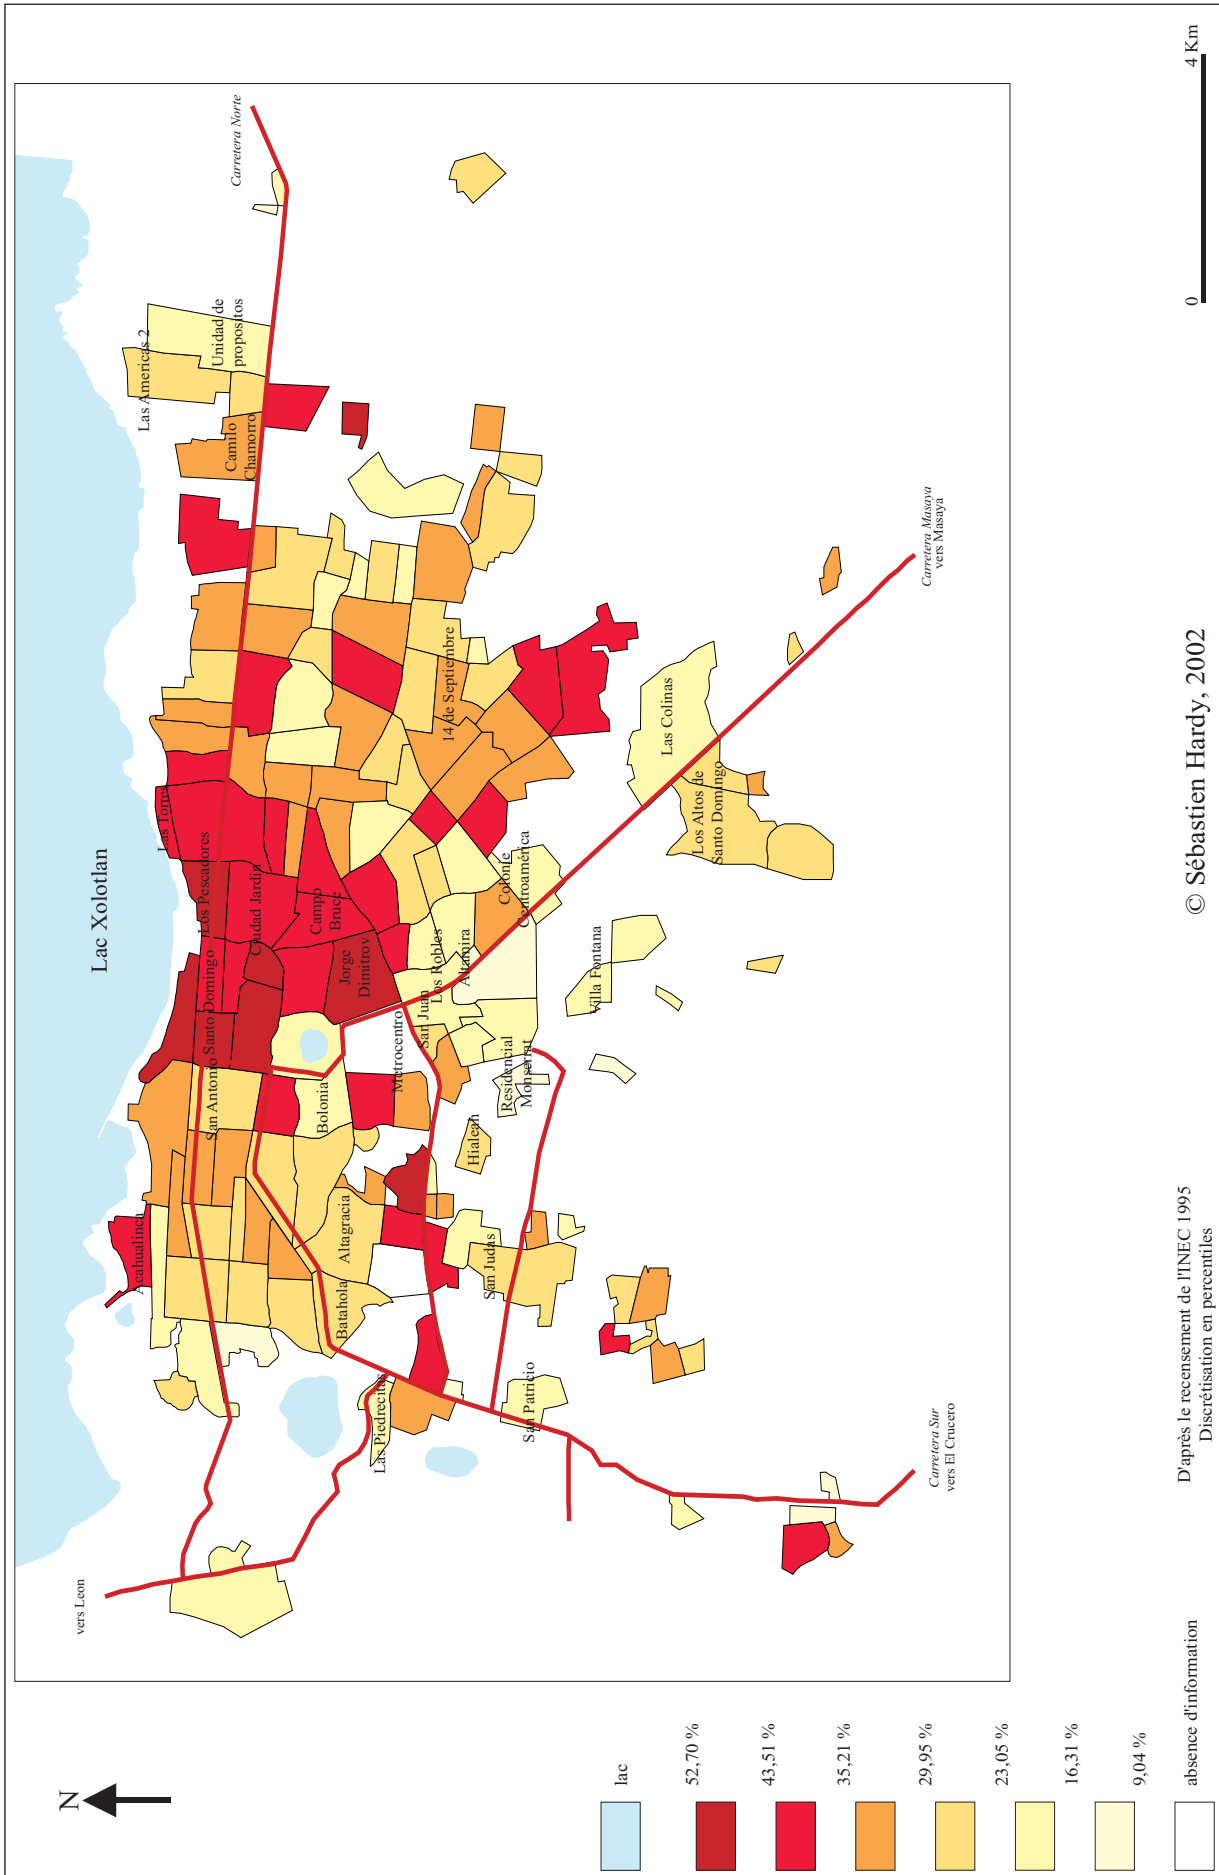 N
vers Leon
Lac Xolotlan
Carretera Norte
Las Americas 2
Unidad de
propositos
Camilo
Chamorro
Las Torres
Los Pescadores
Ciudad Jardin
Santo Domingo
San Antonio
Acahualinca
Campo
Bruce
Jorge
Dimitrov
Bolonia
Metrocentro
San Juan
Los Robles
Altamira
14 de Septiembre
Colonie
Centroamérica
Altagracia
Batahola
Las Piedrecitas
Hialeah
San Judas
Residencial
Monserrat
San Patricio
Villa Fontana
Las Colinas
Los Altos de
Santo Domingo
Carretera Masaya
vers Masaya
Carretera Sur
vers El Crucero
lac
52,70 %
43,51 %
35,21 %
29,95 %
23,05 %
16,31 %
9,04 %
absence d'information
D'après le recensement de l'INEC 1995
Discrétisation en percentiles
© Sébastien Hardy, 2002
0 4 Km